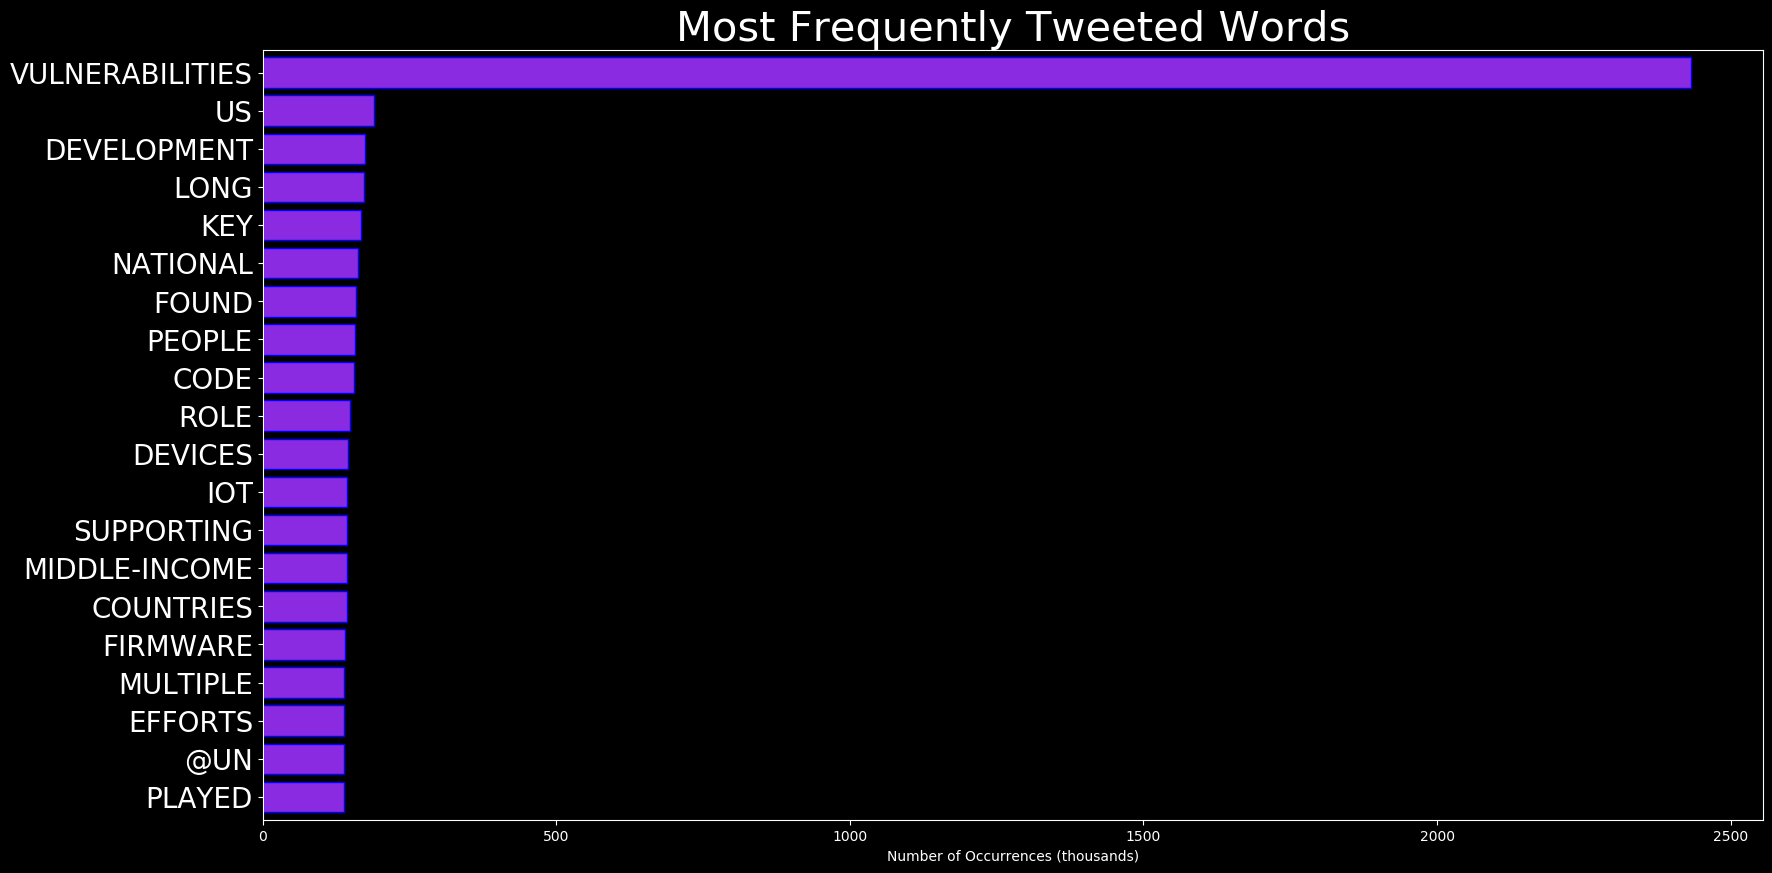 Most Frequently Tweeted Words
VULNERABILITIES
US
DEVELOPMENT
LONG
KEY
NATIONAL
FOUND
PEOPLE
CODE
ROLE
DEVICES
IOT
SUPPORTING
MIDDLE-INCOME
COUNTRIES
FIRMWARE
MULTIPLE
EFFORTS
@UN
PLAYED
0 500 1000 1500 2000 2500
Number of Occurrences (thousands)